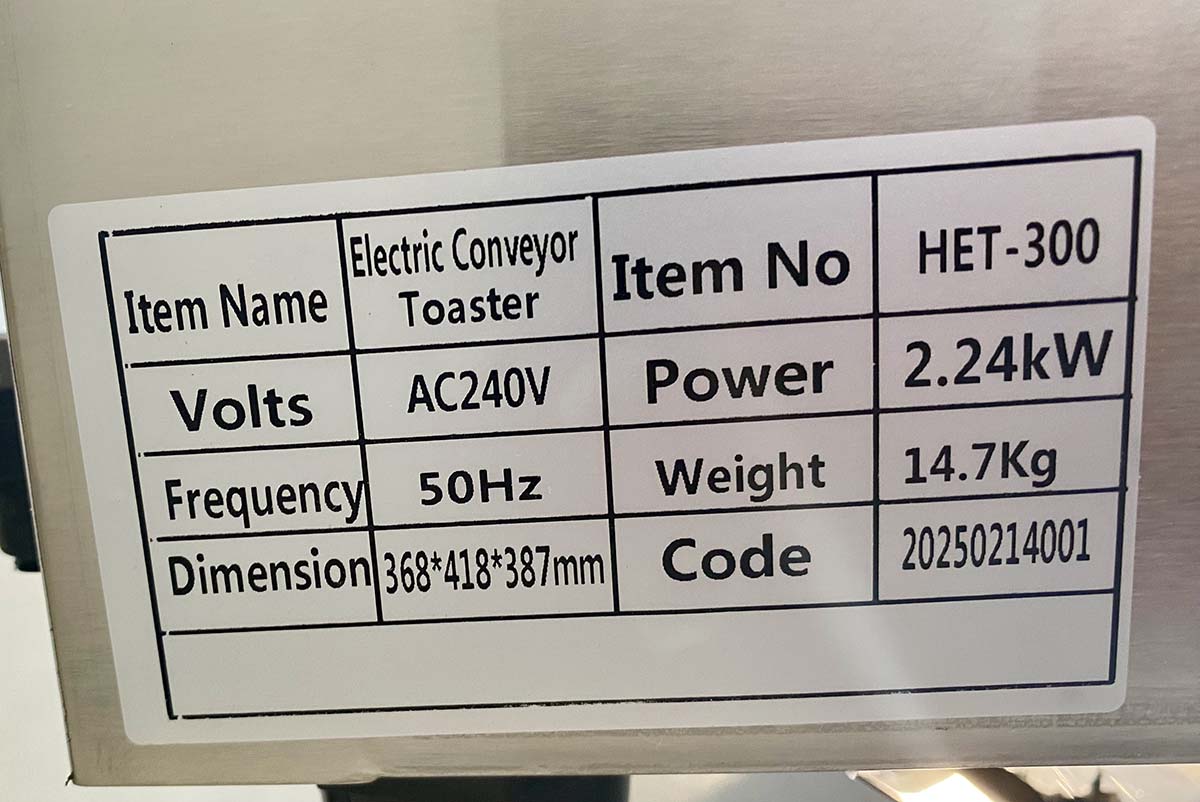 Item Name Electric Conveyor Toaster Item No HET-300
Volts AC240V Power 2.24kW
Frequency 50Hz Weight 14.7Kg
Dimension 368*418*387mm Code 20250214001